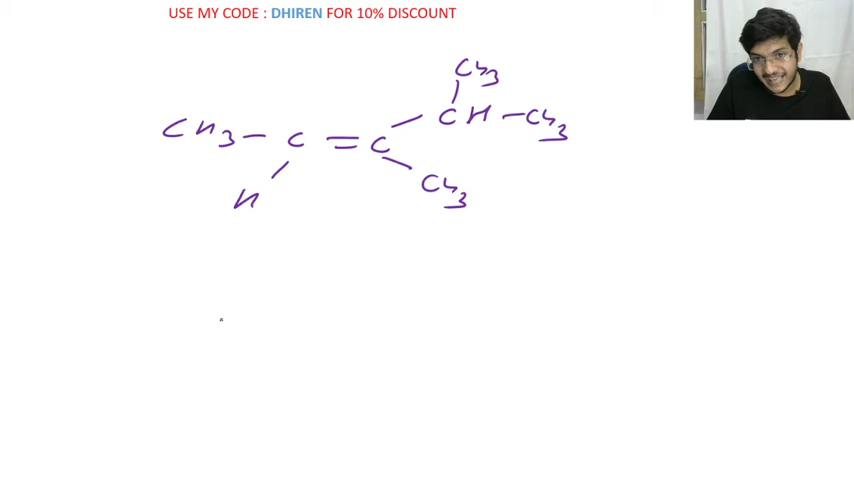 USE MY CODE : DHIREN FOR 10% DISCOUNT
CH3
CH3 – C = C CH – CH3
H CH3